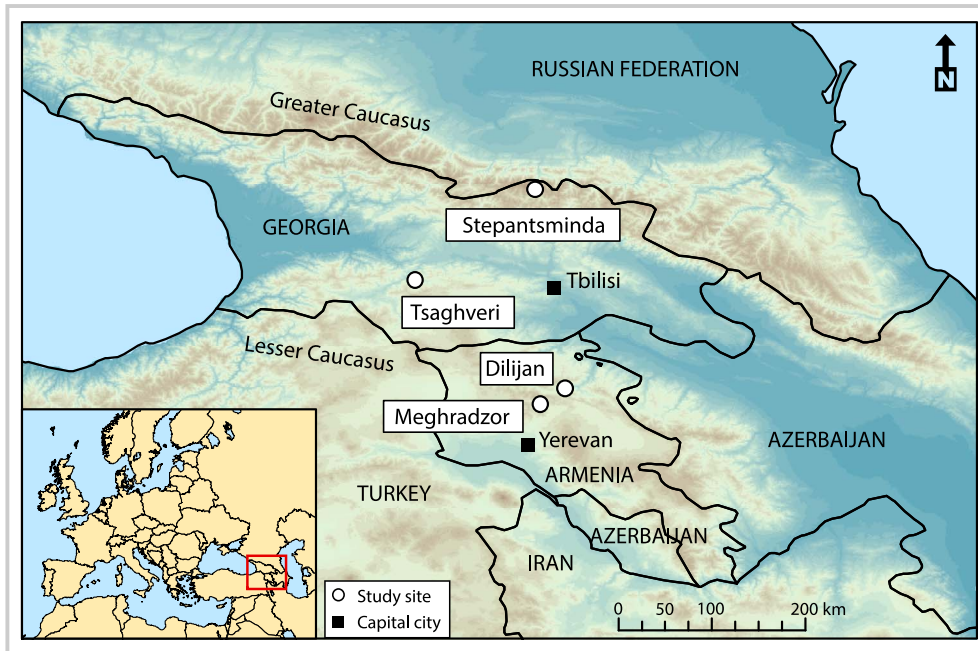 RUSSIAN FEDERATION
N
Greater Caucasus
Stepantsminda
GEORGIA
Tbilisi
Tsaghveri
Lesser Caucasus
Dilijan
Meghradzor
Yerevan
AZERBAIJAN
ARMENIA
TURKEY
AZERBAIJAN
IRAN
Study site
Capital city
0 50 100 200 km